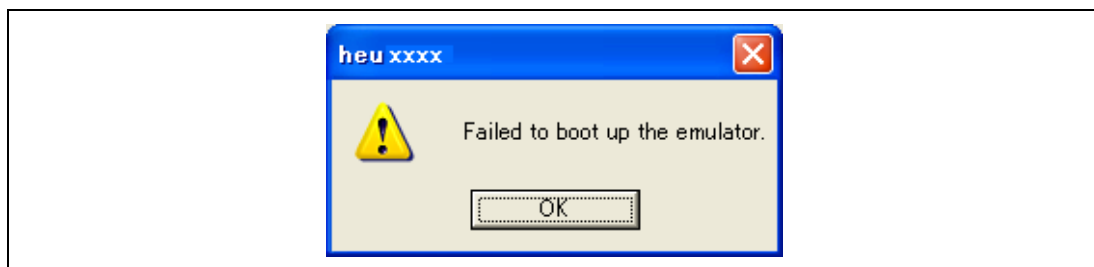 heu xxxx
Failed to boot up the emulator.
OK